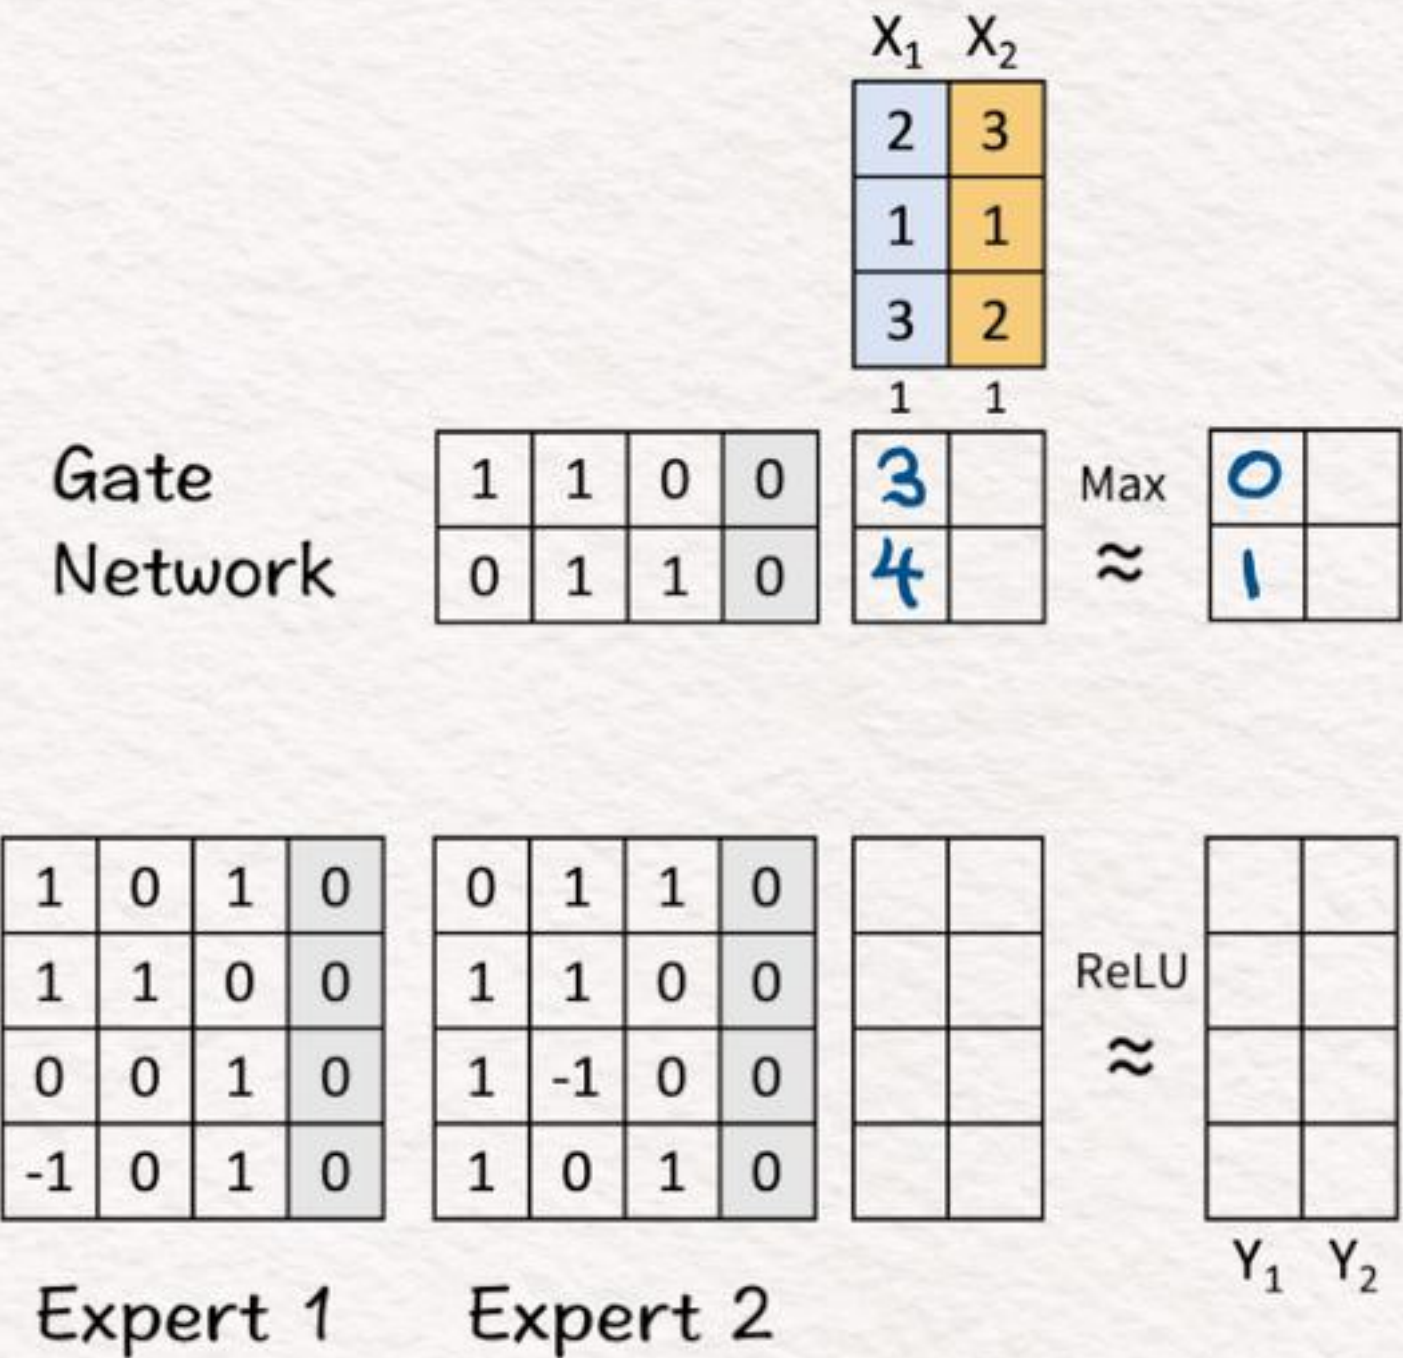 X₁ X₂
2 3
1 1
3 2
1 1
Gate 1 1 0 0 3 Max 0
Network 0 1 1 0 4 ≈ 1
1 0 1 0 0 1 1 0
1 1 0 0 1 1 0 0 ReLU
0 0 1 0 1 -1 0 0 ≈
-1 0 1 0 1 0 1 0
Y₁ Y₂
Expert 1 Expert 2